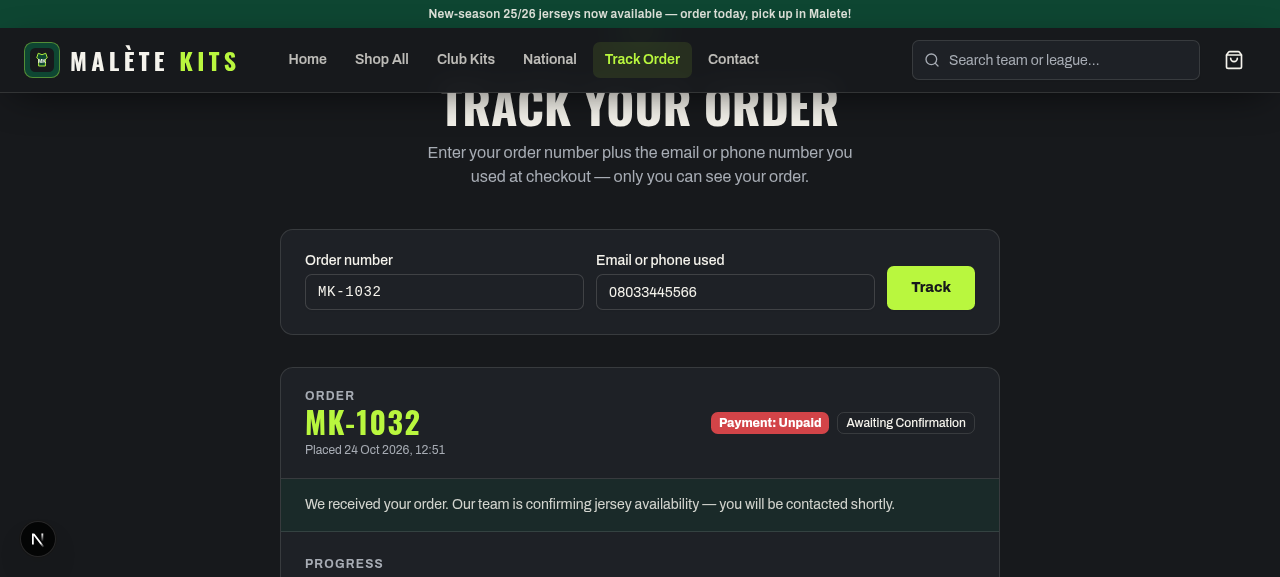 New-season 25/26 jerseys now available — order today, pick up in Malete!
MALÈTE KITS
Home
Shop All
Club Kits
National
Track Order
Contact
Search team or league...
TRACK YOUR ORDER
Enter your order number plus the email or phone number you
used at checkout — only you can see your order.
Order number
Email or phone used
MK-1032
08033445566
Track
ORDER
MK-1032
Placed 24 Oct 2026, 12:51
Payment: Unpaid
Awaiting Confirmation
We received your order. Our team is confirming jersey availability — you will be contacted shortly.
N
PROGRESS